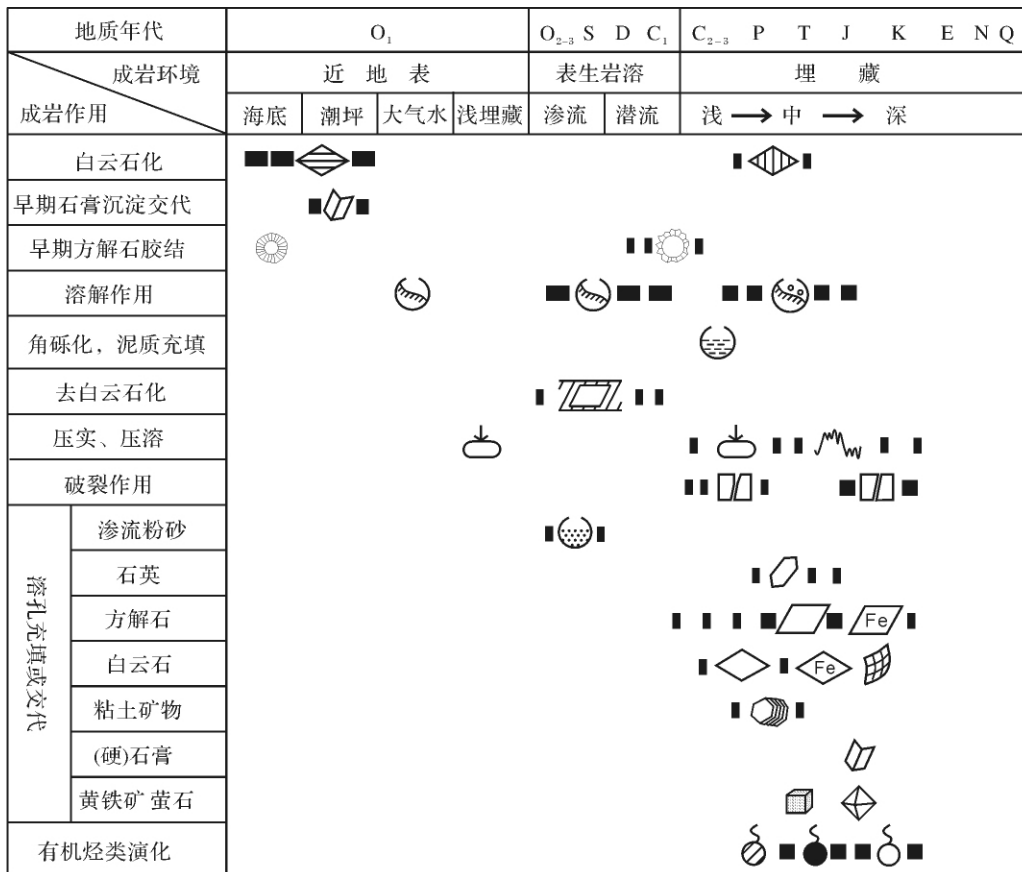 地质年代 O₁ O₂₋₃ S D C₁ C₂₋₃ P T J K E N Q
成岩环境 近地表 表生岩溶 埋藏
成岩作用 海底 潮坪 大气水 浅埋藏 渗流 潜流 浅 → 中 → 深
白云石化
早期石膏沉淀交代
早期方解石胶结
溶解作用
角砾化，泥质充填
去白云石化
压实、压溶
破裂作用
溶孔充填或交代
渗流粉砂
石英
方解石 Fe
白云石 Fe
粘土矿物
(硬)石膏
黄铁矿 萤石
有机烃类演化